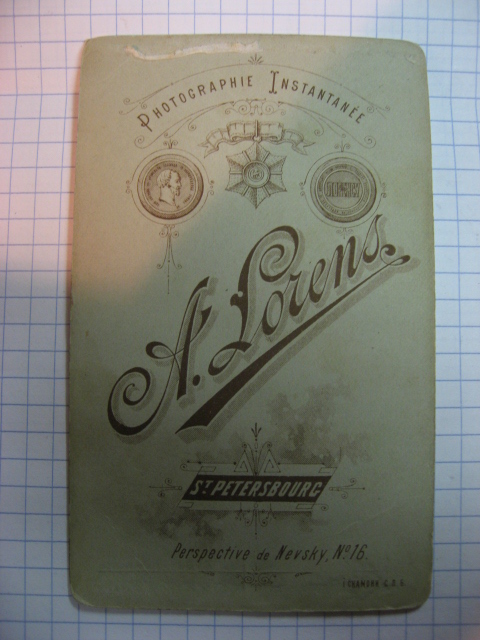 PHOTOGRAPHIE INSTANTANÉE
A. Lorens
ST. PETERSBOURG
Perspective de Nevsky, No 16.